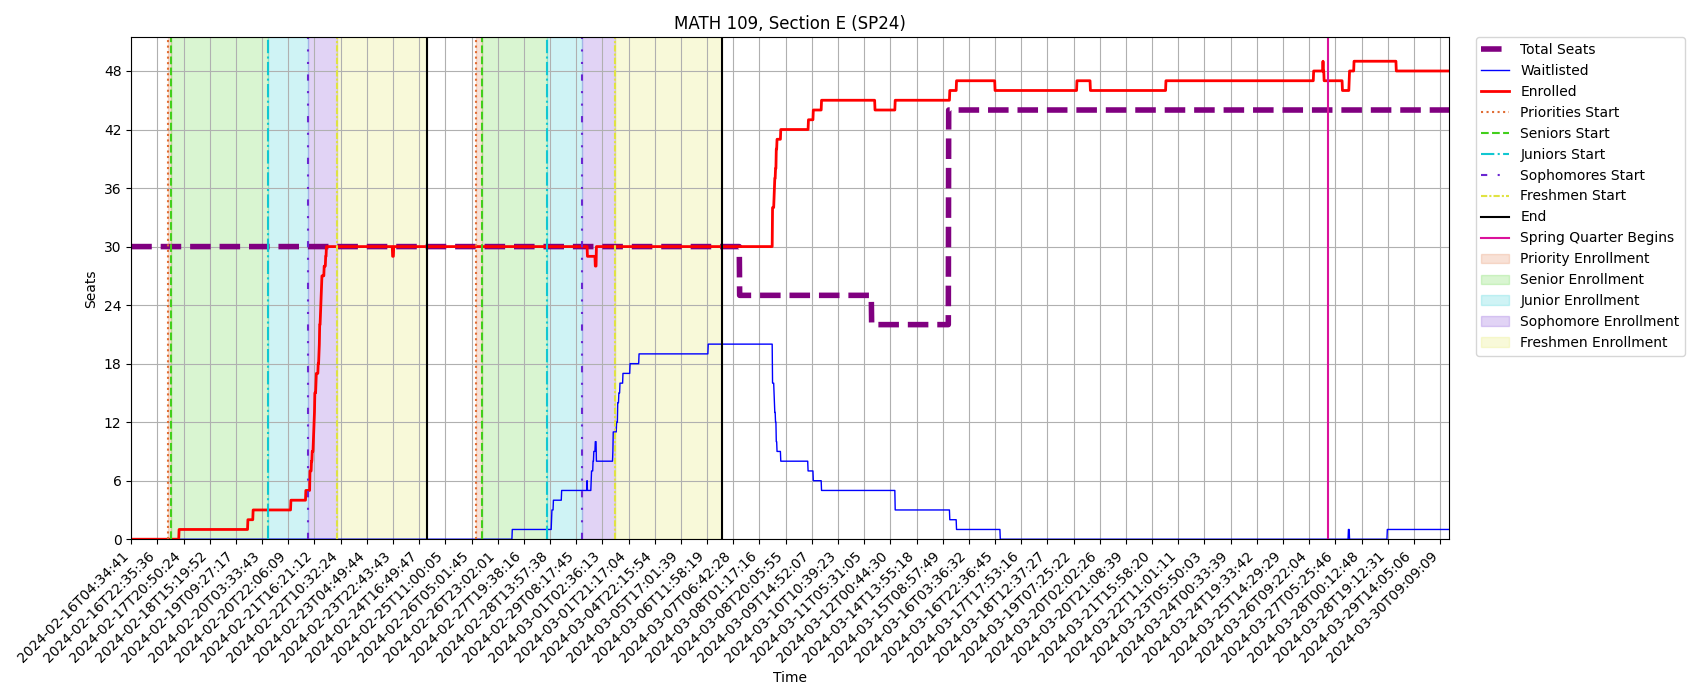 MATH 109, Section E (SP24)
Seats
48
42
36
30
24
18
12
6
0
2024-02-16T04:34:41
2024-02-16T22:35:36
2024-02-17T20:50:24
2024-02-18T15:19:52
2024-02-19T09:27:17
2024-02-20T03:33:43
2024-02-20T22:06:09
2024-02-21T16:21:12
2024-02-22T10:32:24
2024-02-23T04:49:44
2024-02-23T22:43:43
2024-02-24T16:49:47
2024-02-25T11:00:05
2024-02-26T05:01:45
2024-02-26T23:02:01
2024-02-27T19:38:16
2024-02-28T13:57:38
2024-02-29T08:17:45
2024-03-01T02:36:13
2024-03-01T21:17:04
2024-03-04T22:15:54
2024-03-05T17:01:39
2024-03-06T11:58:19
2024-03-07T06:42:28
2024-03-08T01:17:16
2024-03-08T20:05:55
2024-03-09T14:52:07
2024-03-10T10:39:23
2024-03-11T05:31:05
2024-03-12T00:44:30
2024-03-14T13:55:18
2024-03-15T08:57:49
2024-03-16T03:36:32
2024-03-16T22:36:45
2024-03-17T17:53:16
2024-03-18T12:37:27
2024-03-19T07:25:22
2024-03-20T02:02:26
2024-03-20T21:08:39
2024-03-21T15:58:20
2024-03-22T11:01:11
2024-03-23T05:50:03
2024-03-24T00:33:39
2024-03-24T19:33:42
2024-03-25T14:29:29
2024-03-26T09:22:04
2024-03-27T05:25:46
2024-03-28T00:12:48
2024-03-28T19:12:31
2024-03-29T14:05:06
2024-03-30T09:09:09
Time
Total Seats
Waitlisted
Enrolled
Priorities Start
Seniors Start
Juniors Start
Sophomores Start
Freshmen Start
End
Spring Quarter Begins
Priority Enrollment
Senior Enrollment
Junior Enrollment
Sophomore Enrollment
Freshmen Enrollment